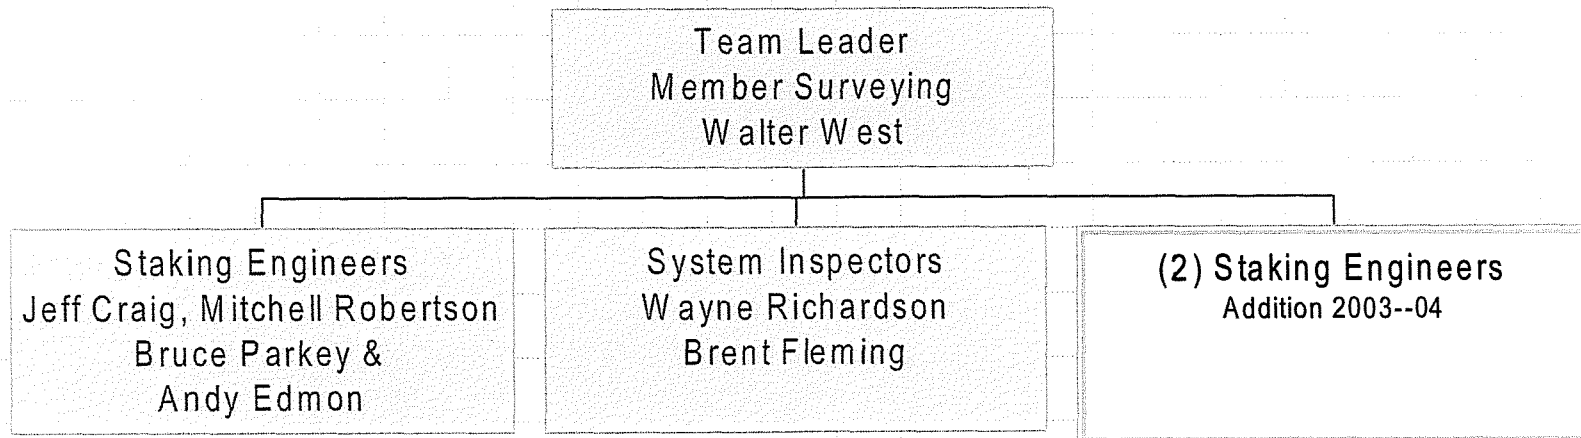 Team Leader
Member Surveying
Walter West
Staking Engineers
Jeff Craig, Mitchell Robertson
Bruce Parkey &
Andy Edmon
System Inspectors
Wayne Richardson
Brent Fleming
(2) Staking Engineers
Addition 2003--04